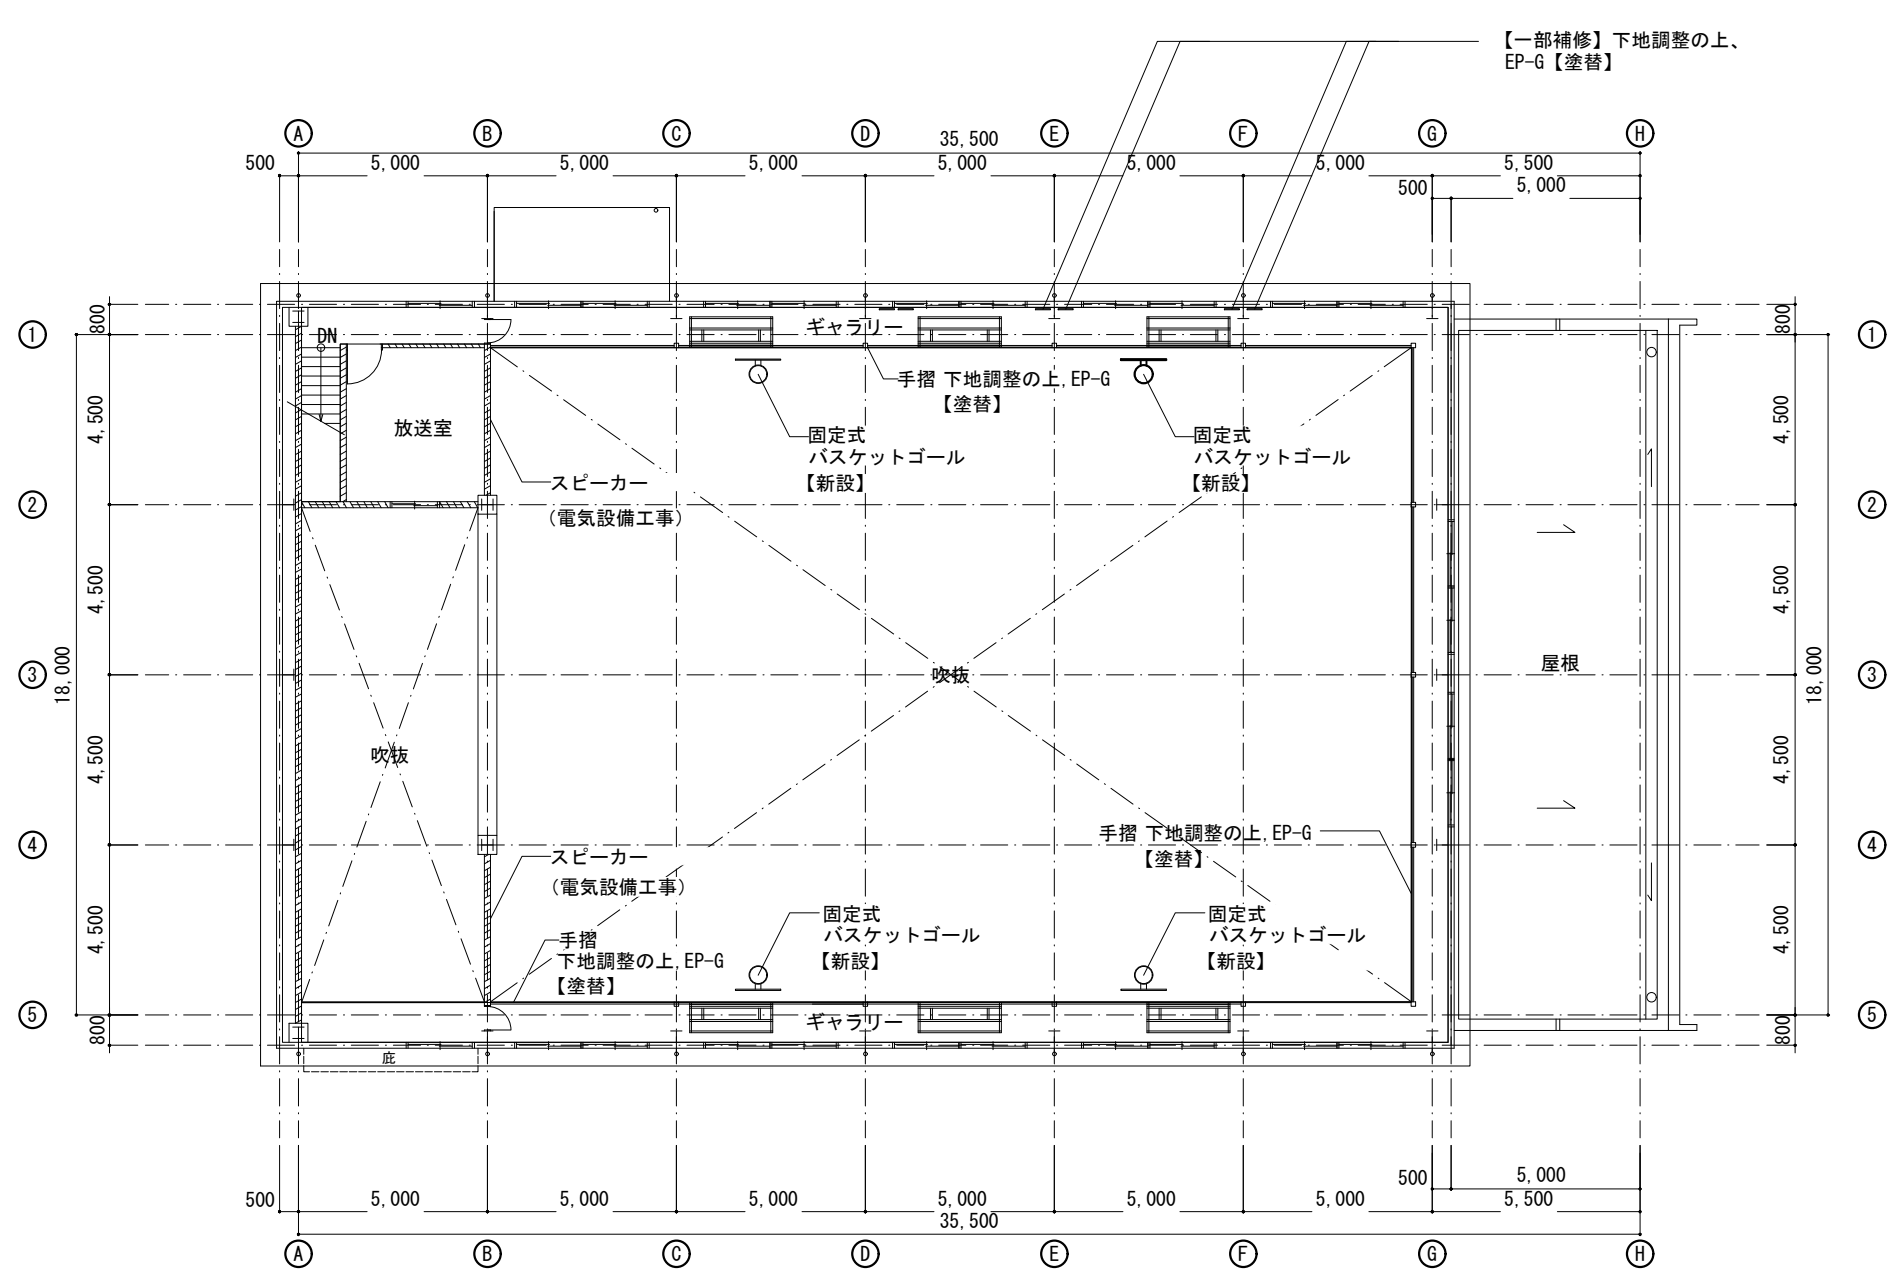 【一部補修】下地調整の上、
EP-G【塗替】
A B C D E F G H
35,500
500 5,000 5,000 5,000 5,000 5,000 5,000 5,500
500 5,000
800 800
1 DN ギャラリー 1
手摺 下地調整の上,EP-G
【塗替】
4,500 放送室 4,500
固定式 固定式
バスケットゴール バスケットゴール
【新設】 【新設】
スピーカー
(電気設備工事)
2 2
4,500 4,500
18,000 18,000
3 吹抜 屋根 3
4,500 吹抜 4,500
手摺 下地調整の上,EP-G
【塗替】
4 4
スピーカー
(電気設備工事)
4,500 4,500
固定式 固定式
バスケットゴール バスケットゴール
【新設】 【新設】
手摺
下地調整の上,EP-G
【塗替】
5 ギャラリー 5
800 800
庇
500 5,000
500 5,000 5,000 5,000 5,000 5,000 5,000 5,500
35,500
A B C D E F G H